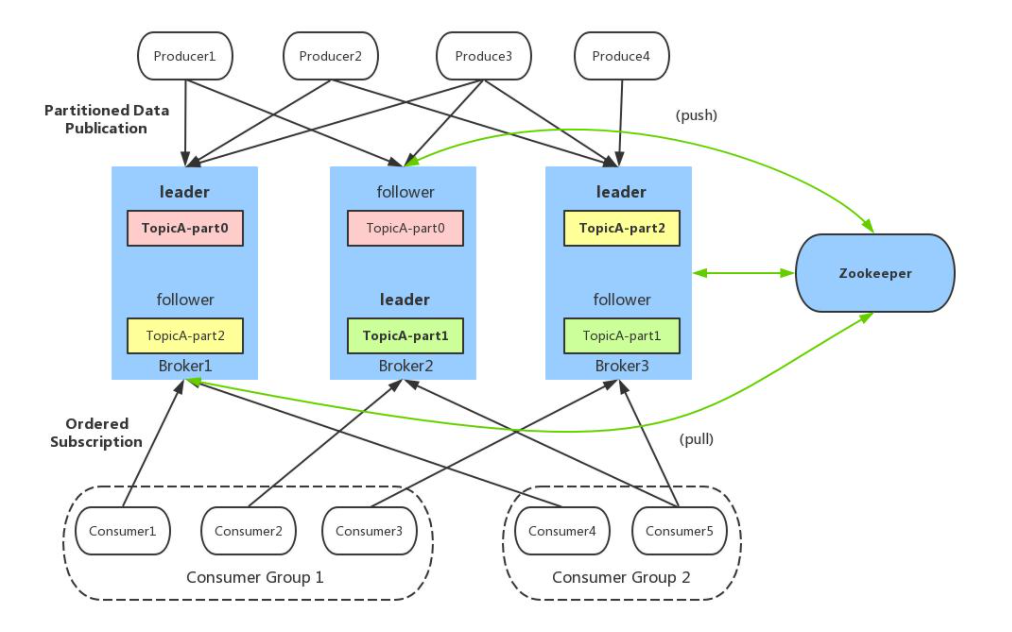 Producer1
Producer2
Produce3
Produce4
Partitioned Data
Publication
(push)
leader
TopicA-part0
follower
TopicA-part2
Broker1
follower
TopicA-part0
leader
TopicA-part1
Broker2
leader
TopicA-part2
follower
TopicA-part1
Broker3
Zookeeper
Ordered
Subscription
(pull)
Consumer1
Consumer2
Consumer3
Consumer Group 1
Consumer4
Consumer5
Consumer Group 2